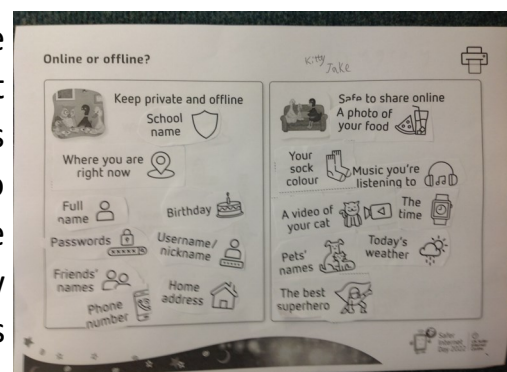 Online or offline?
Kitty
Jake
Keep private and offline
School
name
Where you are
right now
Full
name
Birthday
Passwords
Username/
nickname
Friends'
names
Home
address
Phone
number
Safe to share online
A photo of
your food
Your
sock
colour
Music you're
listening to
A video of
your cat
The
time
Pets'
names
Today's
weather
The best
superhero
Safer
Internet
Day 2022